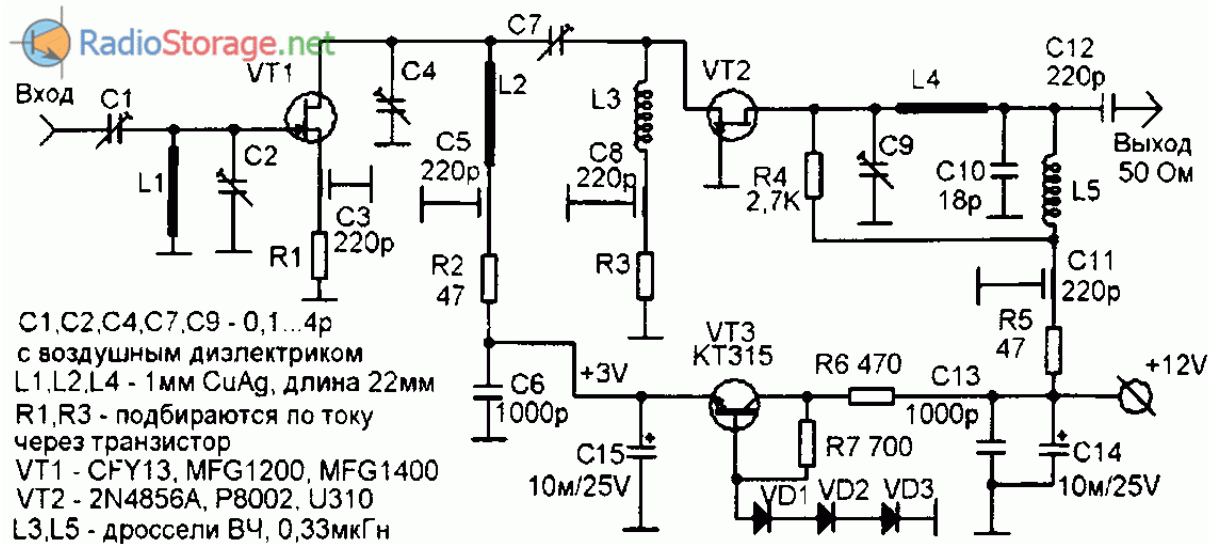 RadioStorage.net
Вход
C1
VT1
L1
C2
R1
C3
220p
C4
L2
C5
220p
R2
47
C6
1000p
C7
L3
C8
220p
R3
VT2
R4
2,7K
C9
L4
C10
18p
C12
220p
Выход
50 Ом
L5
C11
220p
R5
47
+12V
+3V
VT3
KT315
R6 470
R7 700
C13
1000p
C14
10м/25V
C15
10м/25V
VD1
VD2
VD3
C1,C2,C4,C7,C9 - 0,1...4p
с воздушным диэлектриком
L1,L2,L4 - 1мм CuAg, длина 22мм
R1,R3 - подбираются по току
через транзистор
VT1 - CFY13, MFG1200, MFG1400
VT2 - 2N4856A, P8002, U310
L3,L5 - дроссели ВЧ, 0,33мкГн